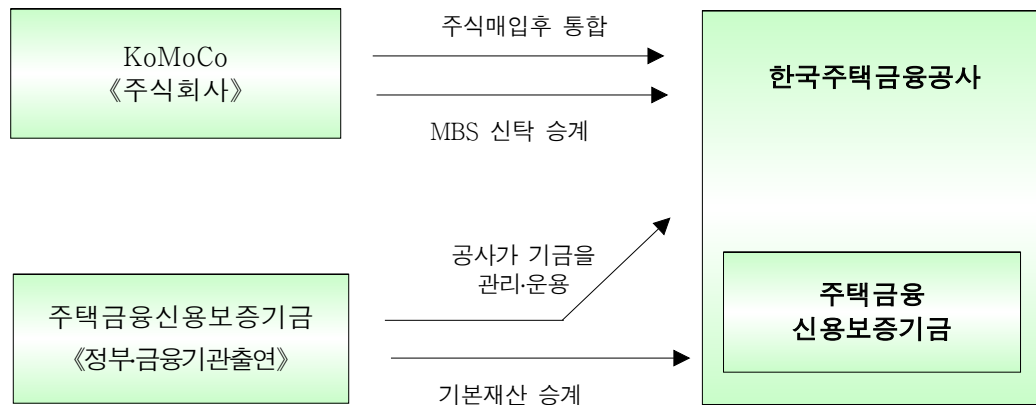 주식매입후 통합
KoMoCo
《주식회사》
한국주택금융공사
MBS 신탁 승계
공사가 기금을
관리·운용
주택금융신용보증기금
《정부·금융기관출연》
주택금융
신용보증기금
기본재산 승계